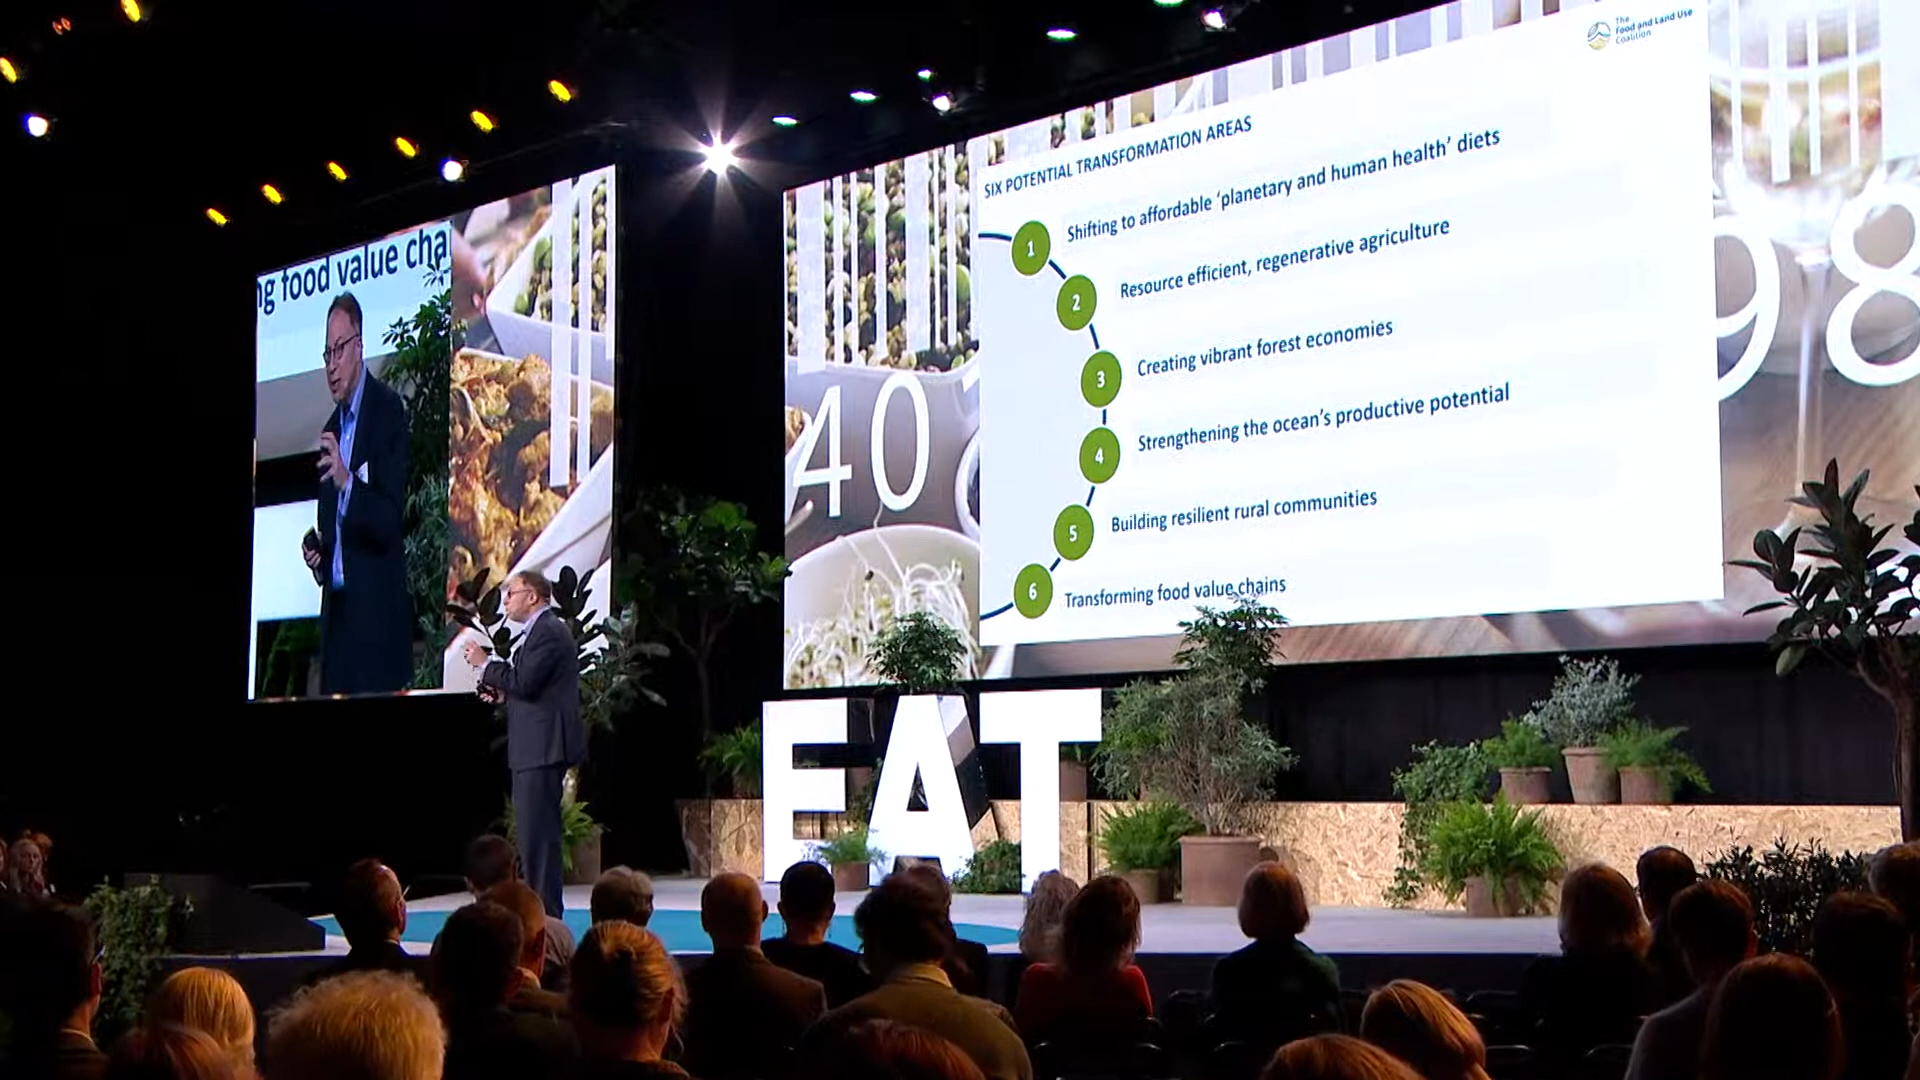 The
Food and Land Use
Coalition
SIX POTENTIAL TRANSFORMATION AREAS
1 Shifting to affordable ‘planetary and human health’ diets
2 Resource efficient, regenerative agriculture
3 Creating vibrant forest economies
4 Strengthening the ocean’s productive potential
5 Building resilient rural communities
6 Transforming food value chains
ng food value cha
40
98
EAT